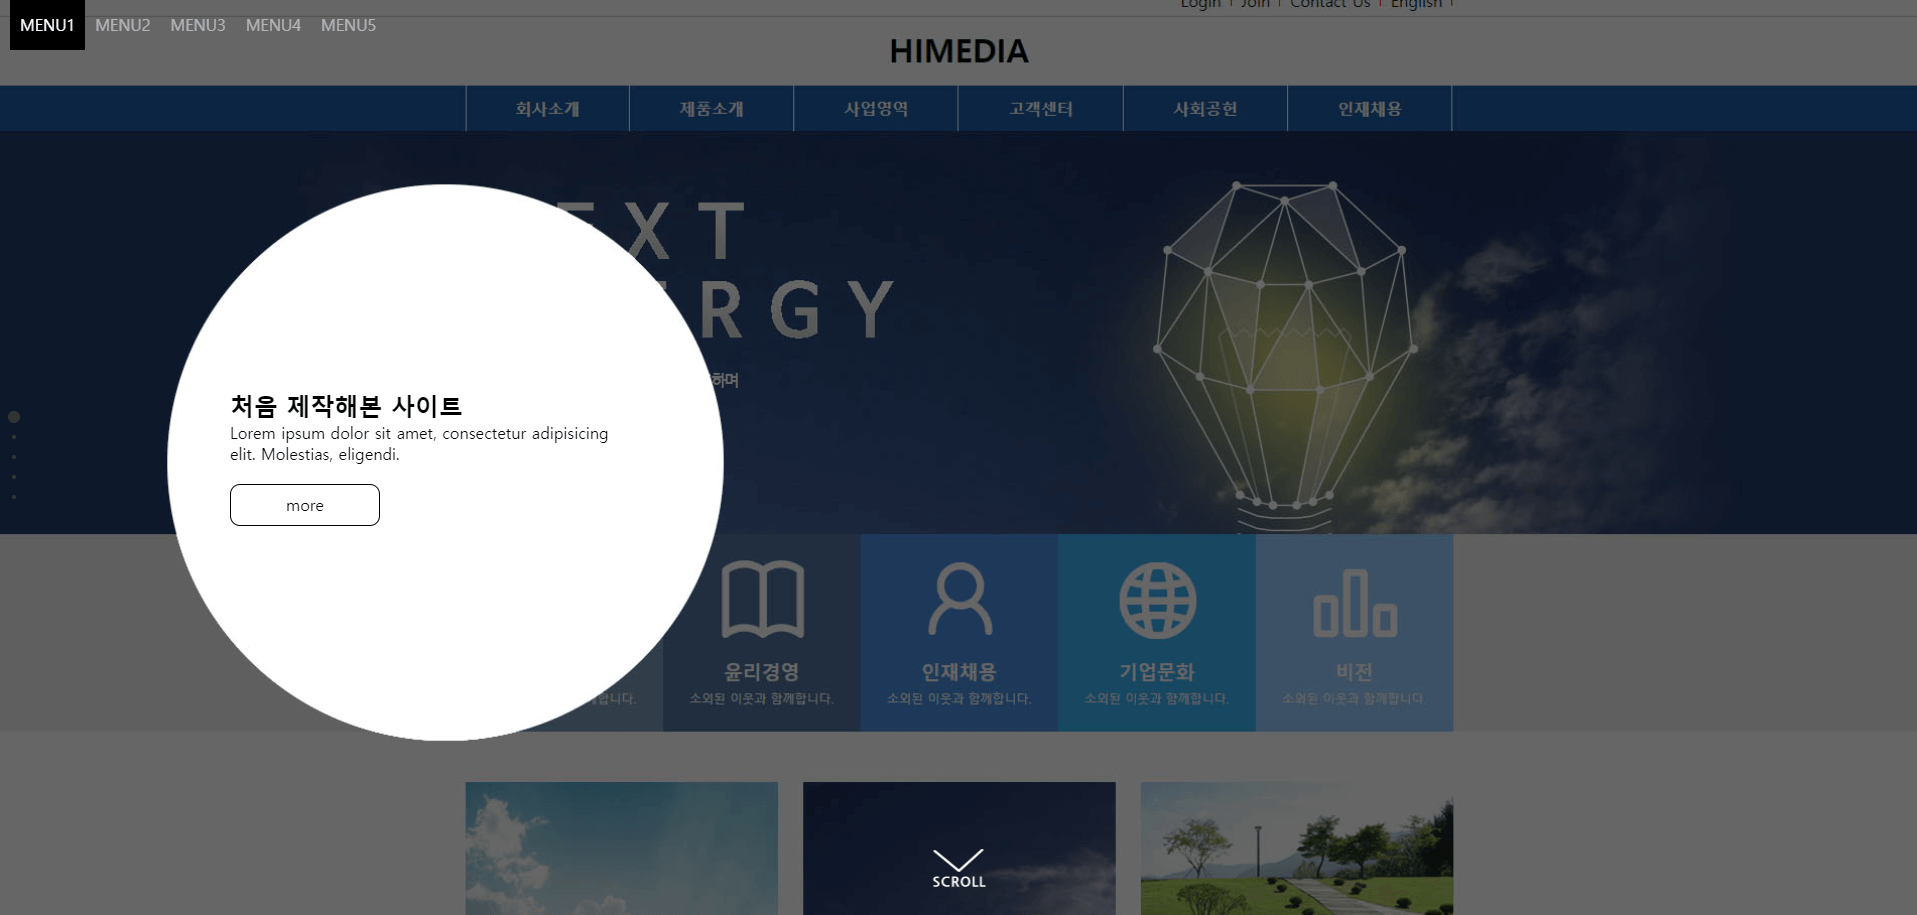 Login Join Contact Us English
MENU1 MENU2 MENU3 MENU4 MENU5
HIMEDIA
회사소개 제품소개 사업영역 고객센터 사회공헌 인재채용
EXT
ERGY
하며
처음 제작해본 사이트
Lorem ipsum dolor sit amet, consectetur adipisicing
elit. Molestias, eligendi.
more
윤리경영 인재채용 기업문화 비전
합니다. 소외된 이웃과 함께합니다. 소외된 이웃과 함께합니다. 소외된 이웃과 함께합니다. 소외된 이웃과 함께합니다.
SCROLL